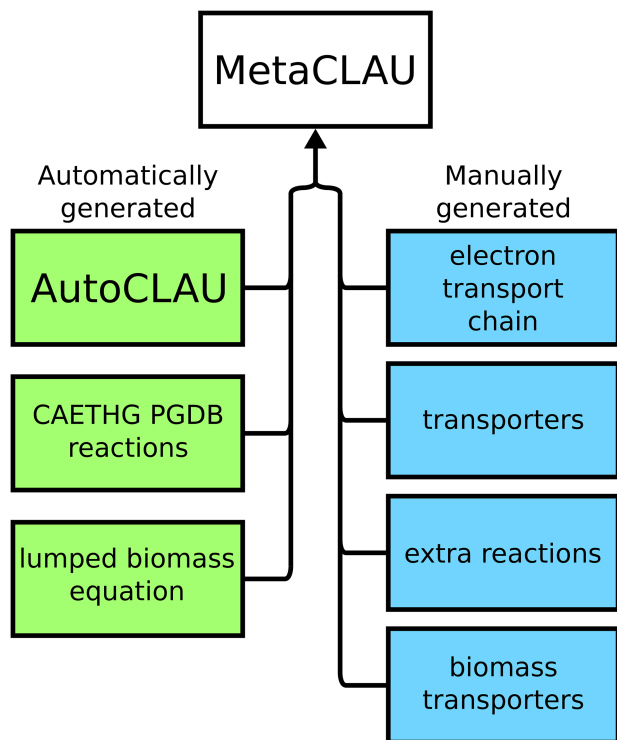 MetaCLAU
Automatically
generated
AutoCLAU
CAETHG PGDB
reactions
lumped biomass
equation
Manually
generated
electron
transport
chain
transporters
extra reactions
biomass
transporters